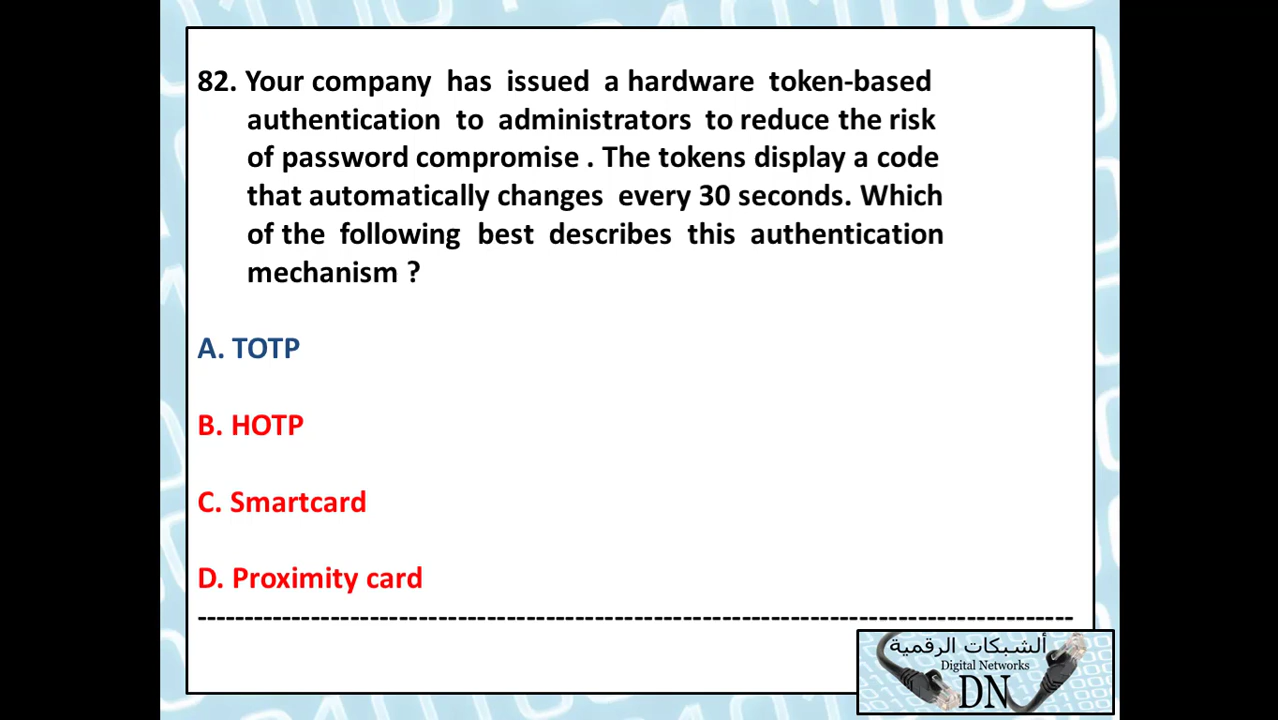 82. Your company has issued a hardware token-based
authentication to administrators to reduce the risk
of password compromise . The tokens display a code
that automatically changes every 30 seconds. Which
of the following best describes this authentication
mechanism ?
A. TOTP
B. HOTP
C. Smartcard
D. Proximity card
--------------------------------------------------------------------------------------------
ألشبكات الرقمية
Digital Networks
DN